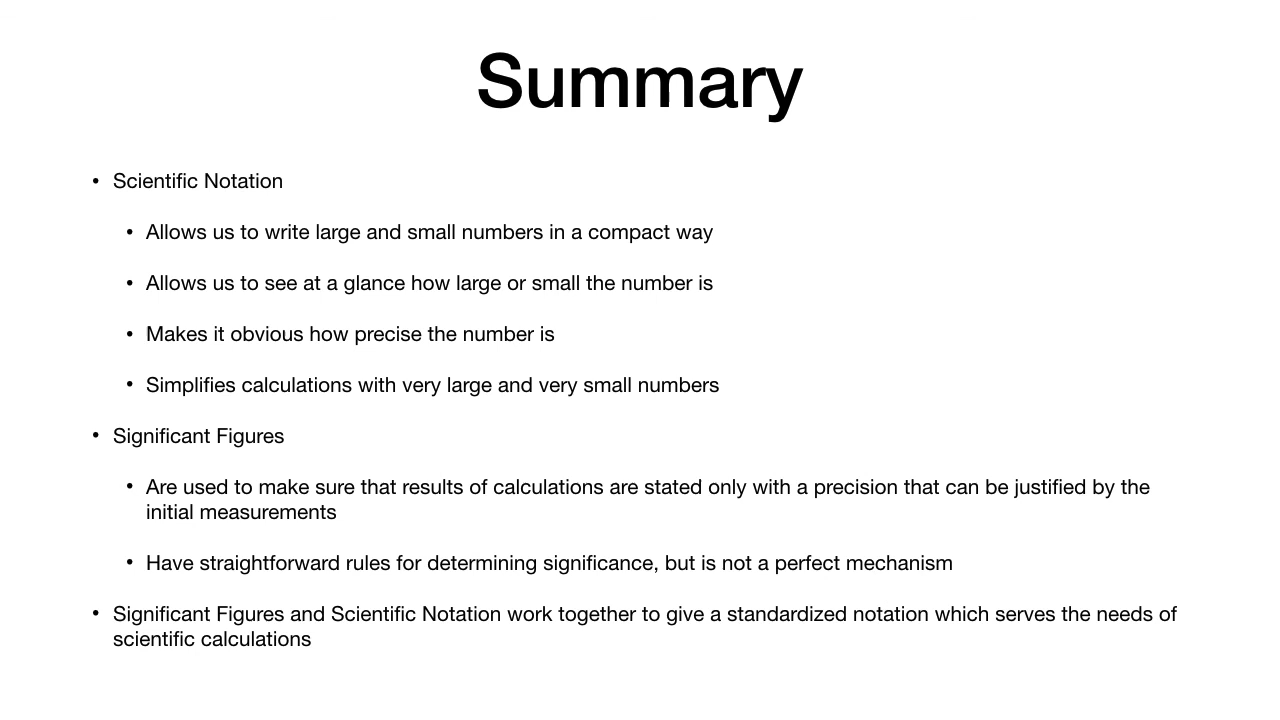 Summary
• Scientific Notation
• Allows us to write large and small numbers in a compact way
• Allows us to see at a glance how large or small the number is
• Makes it obvious how precise the number is
• Simplifies calculations with very large and very small numbers
• Significant Figures
• Are used to make sure that results of calculations are stated only with a precision that can be justified by the
initial measurements
• Have straightforward rules for determining significance, but is not a perfect mechanism
• Significant Figures and Scientific Notation work together to give a standardized notation which serves the needs of
scientific calculations